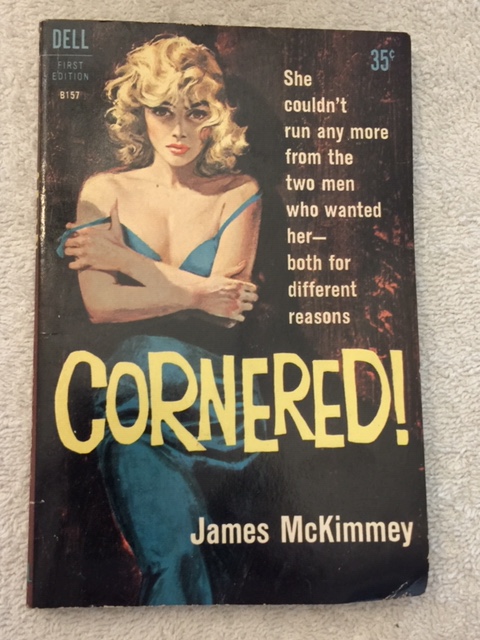 DELL
FIRST
EDITION
B157
35¢
She
couldn't
run any more
from the
two men
who wanted
her—
both for
different
reasons
CORNERED!
James McKimmey